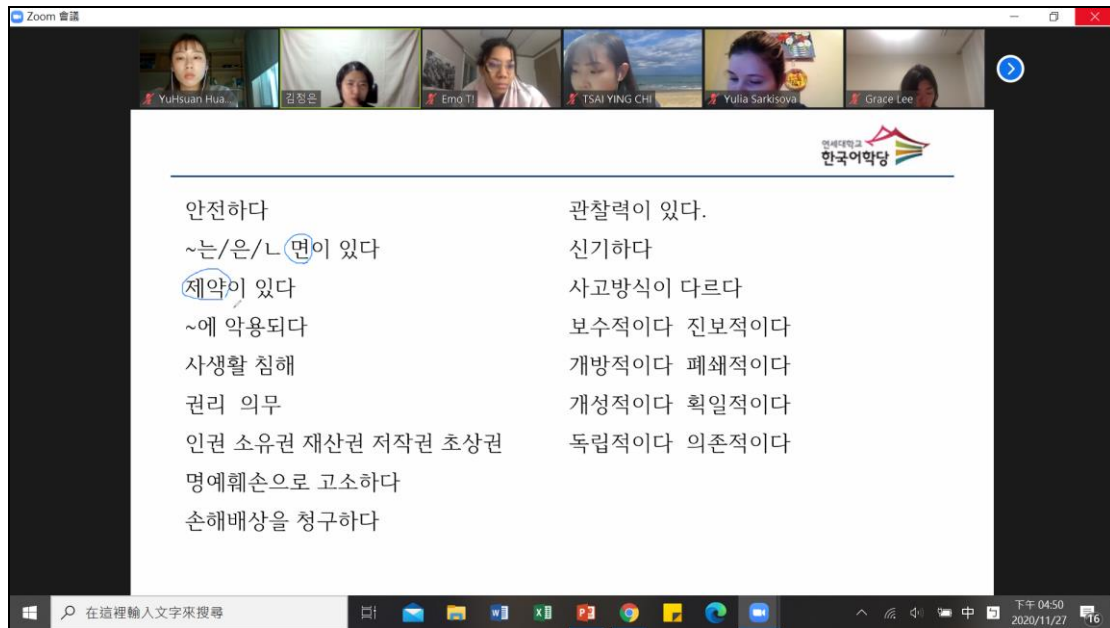 Zoom 會議
YuHsuan Hua...
김정은
Emo T!
TSAI YING CHI
Yulia Sarkisova
Grace Lee
연세대학교
한국어학당
안전하다
~는/은/ㄴ 면이 있다
제약이 있다
~에 악용되다
사생활 침해
권리 의무
인권 소유권 재산권 저작권 초상권
명예훼손으로 고소하다
손해배상을 청구하다
관찰력이 있다.
신기하다
사고방식이 다르다
보수적이다 진보적이다
개방적이다 폐쇄적이다
개성적이다 획일적이다
독립적이다 의존적이다
在這裡輸入文字來搜尋
中
下午 04:50
2020/11/27
16